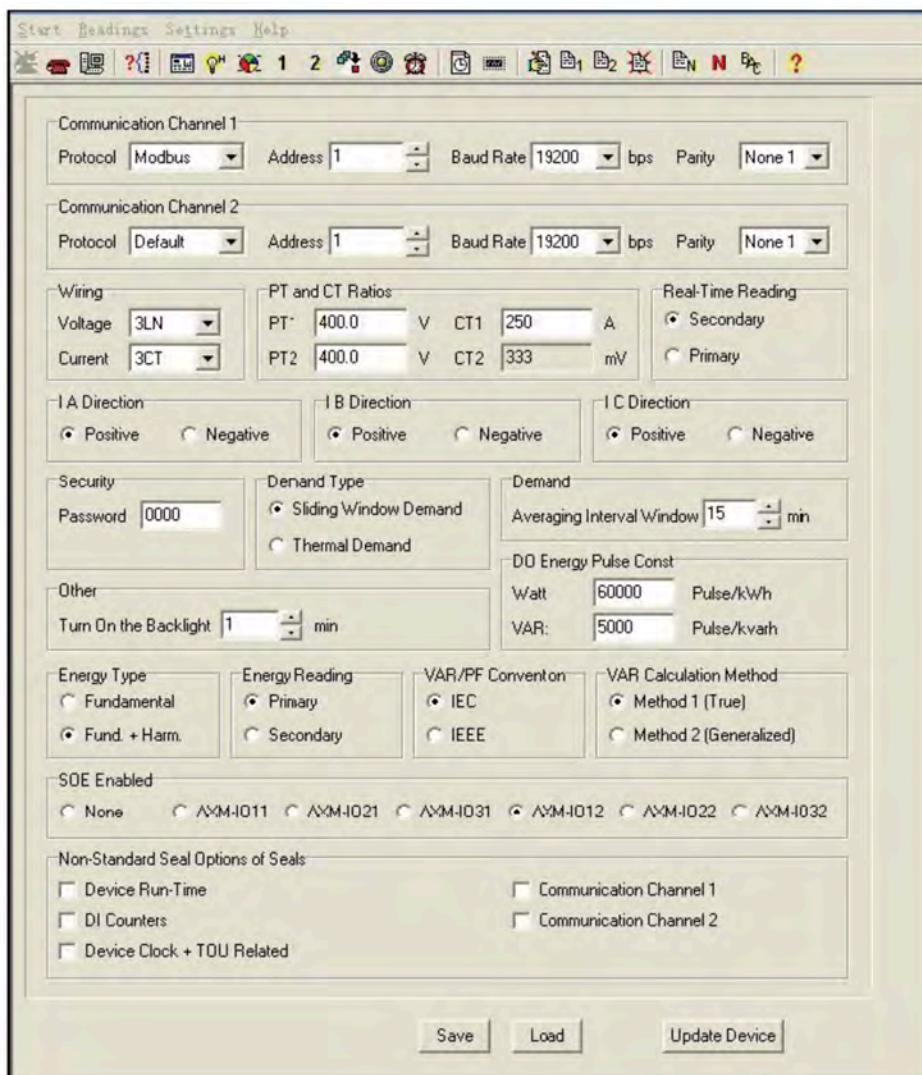 Start Readings Settings Help
1 2 1 2 N N ?
Communication Channel 1
Protocol Modbus Address 1 Baud Rate 19200 bps Parity None 1
Communication Channel 2
Protocol Default Address 1 Baud Rate 19200 bps Parity None 1
Wiring PT and CT Ratios Real-Time Reading
Voltage 3LN PT- 400.0 V CT1 250 A Secondary
Current 3CT PT2 400.0 V CT2 333 mV Primary
I A Direction I B Direction I C Direction
Positive Negative Positive Negative Positive Negative
Security Demand Type Demand
Password 0000 Sliding Window Demand Averaging Interval Window 15 min
Thermal Demand
DO Energy Pulse Const
Other Watt 60000 Pulse/kWh
Turn On the Backlight 1 min VAR: 5000 Pulse/kvarh
Energy Type Energy Reading VAR/PF Conventon VAR Calculation Method
Fundamental Primary IEC Method 1 (True)
Fund. + Harm. Secondary IEEE Method 2 (Generalized)
SOE Enabled
None AXM-IO11 AXM-IO21 AXM-IO31 AXM-IO12 AXM-IO22 AXM-IO32
Non-Standard Seal Options of Seals
Device Run-Time Communication Channel 1
DI Counters Communication Channel 2
Device Clock + TOU Related
Save Load Update Device